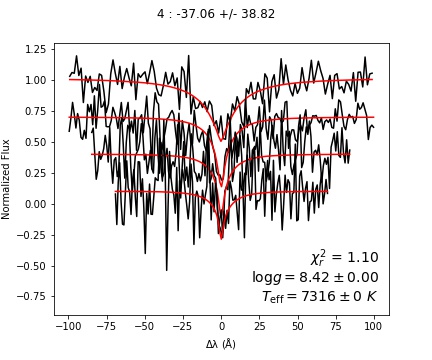 4 : -37.06 +/- 38.82
1.25
1.00
0.75
0.50
0.25
0.00
−0.25
−0.50
−0.75
Normalized Flux
χ²ᵣ = 1.10
logg = 8.42 ± 0.00
Teff = 7316 ± 0 K
−100 −75 −50 −25 0 25 50 75 100
Δλ (Å)